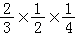 2/3 × 1/2 × 1/4